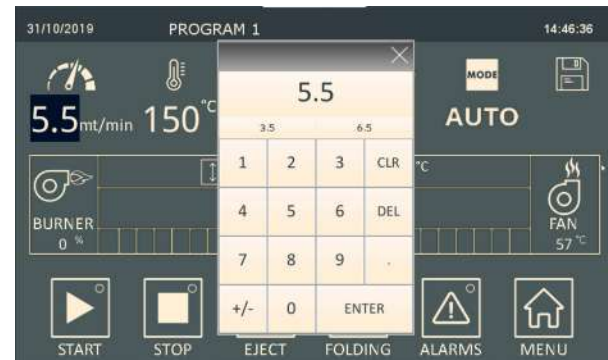 31/10/2019 PROGRAM 1 14:46:36
5.5 mt/min 150 °C
MODE
AUTO
5.5
3.5 6.5
1 2 3 CLR
4 5 6 DEL
7 8 9 .
+/- 0 ENTER
°C
BURNER
0 %
FAN
57 °C
START STOP EJECT FOLDING ALARMS MENU